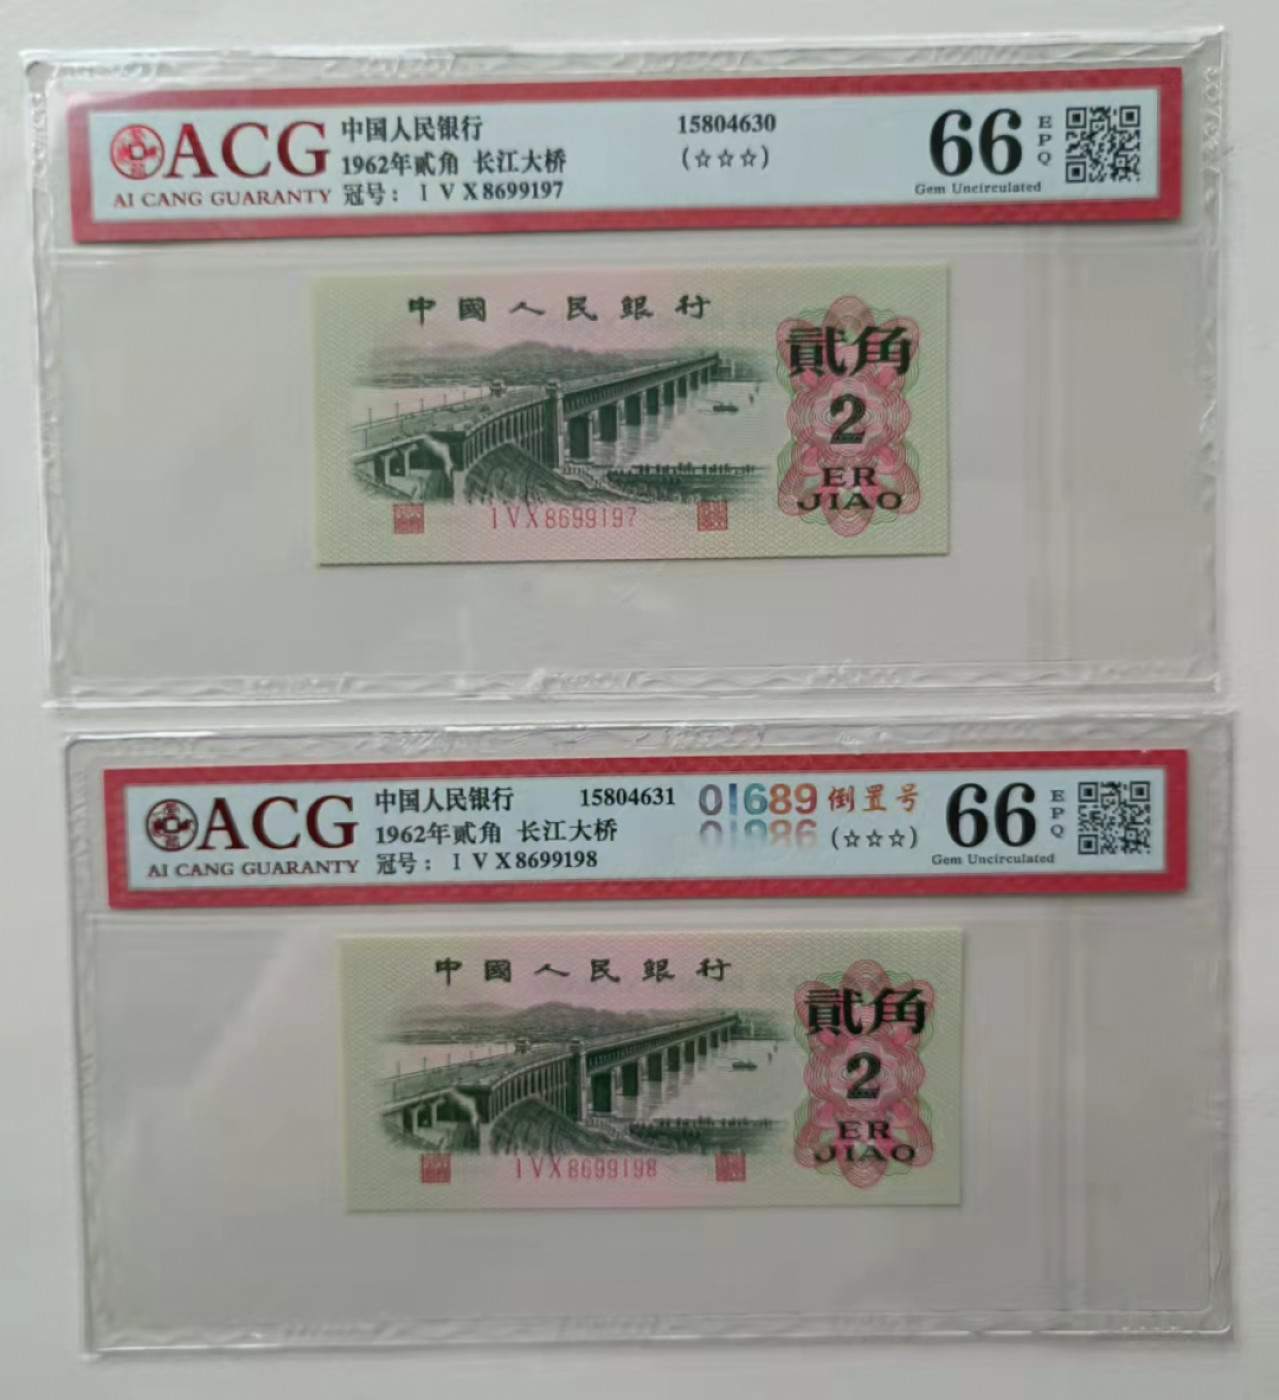 ACG
AI CANG GUARANTY
中国人民银行
1962年贰角 长江大桥
冠号: I V X 8699197
15804630
(☆☆☆)
66
EPQ
Gem Uncirculated
中國人民銀行
貳角
2
ER
JIAO
I V X 8699197
ACG
AI CANG GUARANTY
中国人民银行
1962年贰角 长江大桥
冠号: I V X 8699198
15804631
01689 倒置号
(☆☆☆)
66
EPQ
Gem Uncirculated
中國人民銀行
貳角
2
ER
JIAO
I V X 8699198